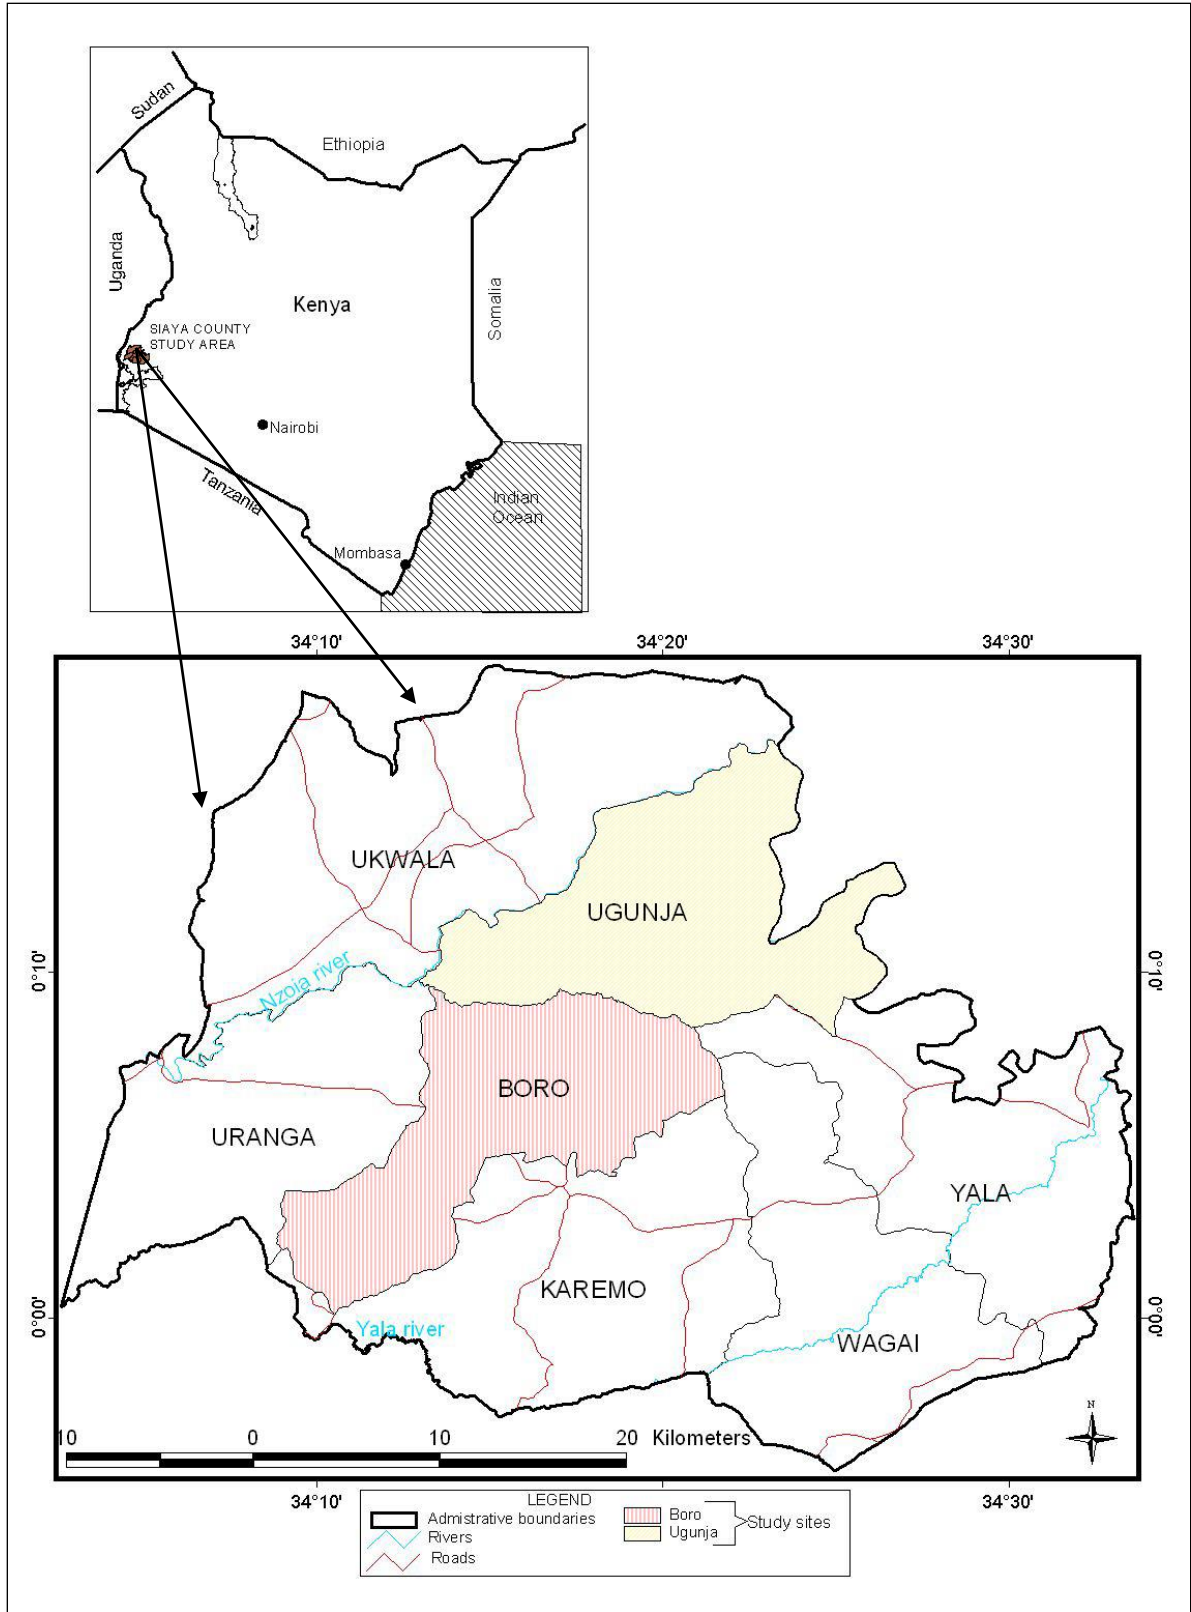 Sudan
Ethiopia
Uganda
Kenya
Somalia
SIAYA COUNTY
STUDY AREA
Nairobi
Tanzania
Indian
Ocean
Mombasa
34°10' 34°20' 34°30'
UKWALA
UGUNJA
0°10' 0°10'
Nzoia river
BORO
URANGA
YALA
KAREMO
0°00' 0°00'
Yala river
WAGAI
N
10 0 10 20 Kilometers
34°10' 34°30'
LEGEND
Admistrative boundaries
Rivers
Roads
Boro
Ugunja
Study sites